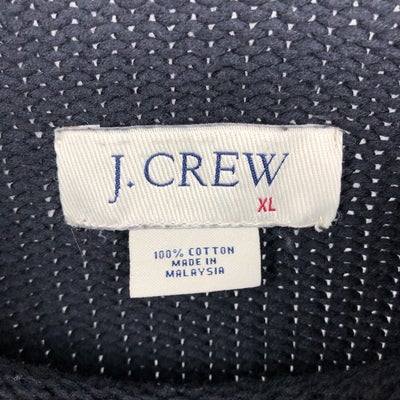 J. CREW
XL
100% COTTON
MADE IN
MALAYSIA